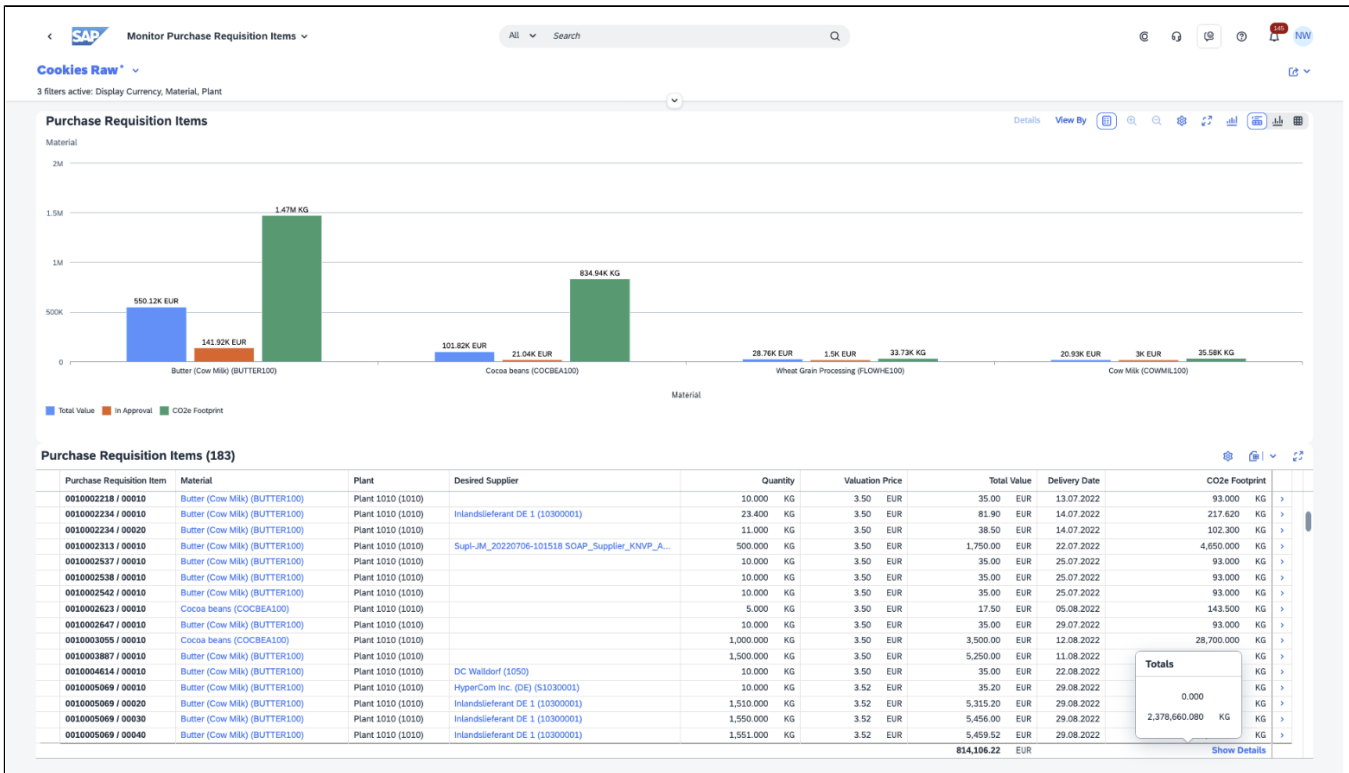 SAP Monitor Purchase Requisition Items All Search 145 NW
Cookies Raw*
3 filters active: Display Currency, Material, Plant
Purchase Requisition Items Details View By
Material
2M
1.5M
1M
500K
0
550.12K EUR 141.92K EUR 1.47M KG
101.82K EUR 21.04K EUR 834.94K KG
28.76K EUR 1.5K EUR 33.73K KG
20.93K EUR 3K EUR 35.58K KG
Butter (Cow Milk) (BUTTER100) Cocoa beans (COCBEA100) Wheat Grain Processing (FLOWHE100) Cow Milk (COWMIL100)
Material
Total Value In Approval CO2e Footprint
Purchase Requisition Items (183)
Purchase Requisition Item Material Plant Desired Supplier Quantity Valuation Price Total Value Delivery Date CO2e Footprint
0010002218 / 00010 Butter (Cow Milk) (BUTTER100) Plant 1010 (1010) 10.000 KG 3.50 EUR 35.00 EUR 13.07.2022 93.000 KG
0010002234 / 00010 Butter (Cow Milk) (BUTTER100) Plant 1010 (1010) Inlandslieferant DE 1 (10300001) 23.400 KG 3.50 EUR 81.90 EUR 14.07.2022 217.620 KG
0010002234 / 00020 Butter (Cow Milk) (BUTTER100) Plant 1010 (1010) 11.000 KG 3.50 EUR 38.50 EUR 14.07.2022 102.300 KG
0010002313 / 00010 Butter (Cow Milk) (BUTTER100) Plant 1010 (1010) Supl-JM_20220706-101518 SOAP_Supplier_KNVP_A... 500.000 KG 3.50 EUR 1,750.00 EUR 22.07.2022 4,650.000 KG
0010002537 / 00010 Butter (Cow Milk) (BUTTER100) Plant 1010 (1010) 10.000 KG 3.50 EUR 35.00 EUR 25.07.2022 93.000 KG
0010002538 / 00010 Butter (Cow Milk) (BUTTER100) Plant 1010 (1010) 10.000 KG 3.50 EUR 35.00 EUR 25.07.2022 93.000 KG
0010002542 / 00010 Butter (Cow Milk) (BUTTER100) Plant 1010 (1010) 10.000 KG 3.50 EUR 35.00 EUR 25.07.2022 93.000 KG
0010002623 / 00010 Cocoa beans (COCBEA100) Plant 1010 (1010) 5.000 KG 3.50 EUR 17.50 EUR 05.08.2022 143.500 KG
0010002647 / 00010 Butter (Cow Milk) (BUTTER100) Plant 1010 (1010) 10.000 KG 3.50 EUR 35.00 EUR 29.07.2022 93.000 KG
0010003055 / 00010 Cocoa beans (COCBEA100) Plant 1010 (1010) 1,000.000 KG 3.50 EUR 3,500.00 EUR 12.08.2022 28,700.000 KG
0010003887 / 00010 Butter (Cow Milk) (BUTTER100) Plant 1010 (1010) 1,500.000 KG 3.50 EUR 5,250.00 EUR 11.08.2022 KG
0010004614 / 00010 Butter (Cow Milk) (BUTTER100) Plant 1010 (1010) DC Walldorf (1050) 10.000 KG 3.50 EUR 35.00 EUR 22.08.2022 KG
0010005069 / 00010 Butter (Cow Milk) (BUTTER100) Plant 1010 (1010) HyperCom Inc. (DE) (S1030001) 10.000 KG 3.52 EUR 35.20 EUR 29.08.2022 KG
0010005069 / 00020 Butter (Cow Milk) (BUTTER100) Plant 1010 (1010) Inlandslieferant DE 1 (10300001) 1,510.000 KG 3.52 EUR 5,315.20 EUR 29.08.2022 KG
0010005069 / 00030 Butter (Cow Milk) (BUTTER100) Plant 1010 (1010) Inlandslieferant DE 1 (10300001) 1,550.000 KG 3.52 EUR 5,456.00 EUR 29.08.2022 KG
0010005069 / 00040 Butter (Cow Milk) (BUTTER100) Plant 1010 (1010) Inlandslieferant DE 1 (10300001) 1,551.000 KG 3.52 EUR 5,459.52 EUR 29.08.2022 KG
Totals
0.000
2,378,660.080 KG
814,106.22 EUR Show Details